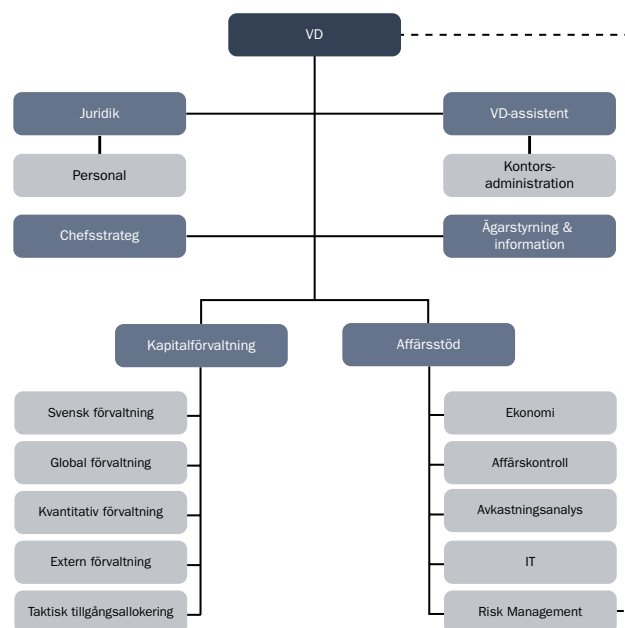 VD
Juridik
VD-assistent
Personal
Kontors-
administration
Chefsstrateg
Ägarstyrning &
information
Kapitalförvaltning
Affärsstöd
Svensk förvaltning
Ekonomi
Global förvaltning
Affärskontroll
Kvantitativ förvaltning
Avkastningsanalys
Extern förvaltning
IT
Taktisk tillgångsallokering
Risk Management